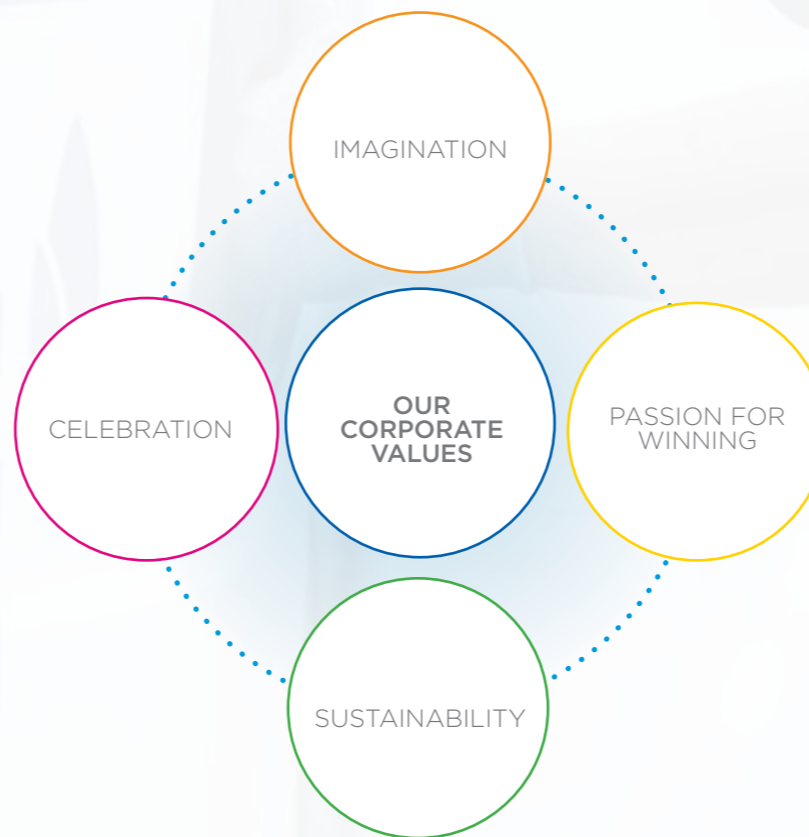 IMAGINATION
CELEBRATION
OUR
CORPORATE
VALUES
PASSION FOR
WINNING
SUSTAINABILITY